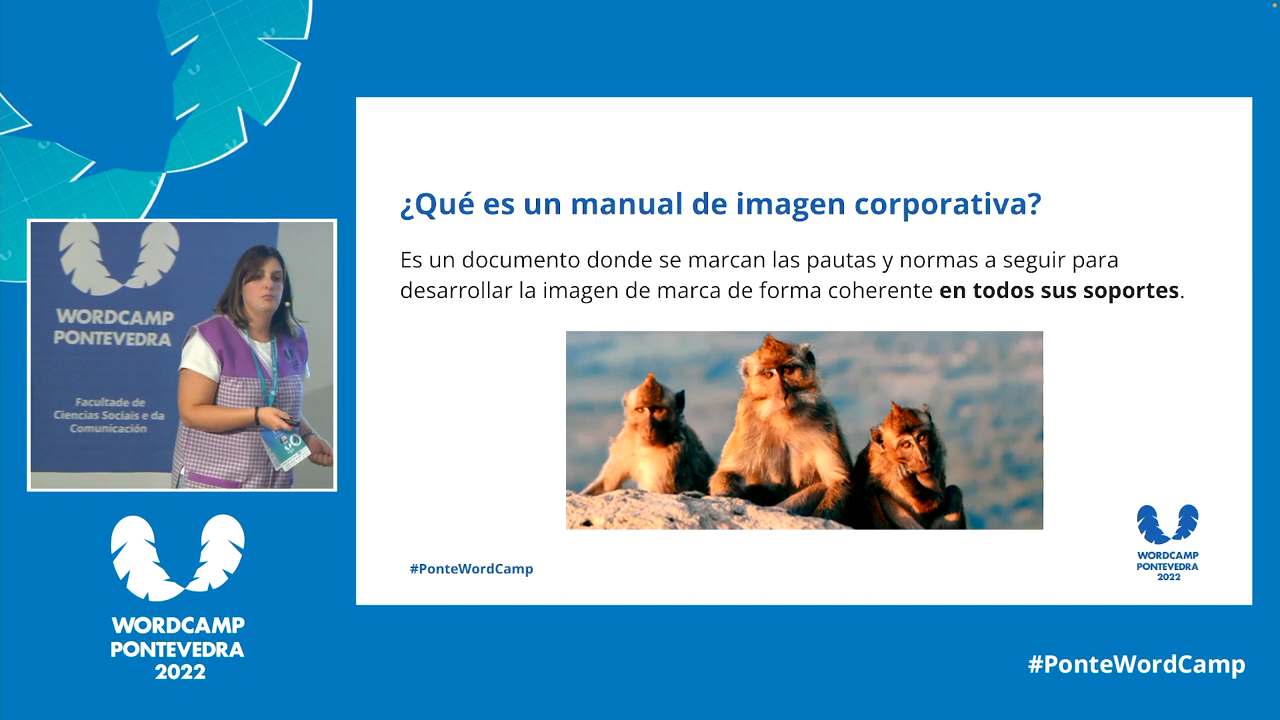 ¿Qué es un manual de imagen corporativa?
Es un documento donde se marcan las pautas y normas a seguir para
desarrollar la imagen de marca de forma coherente en todos sus soportes.
#PonteWordCamp
WORDCAMP
PONTEVEDRA
2022
WORDCAMP
PONTEVEDRA
Facultade de
Ciencias Sociais e da
Comunicación
WORDCAMP
PONTEVEDRA
2022
#PonteWordCamp